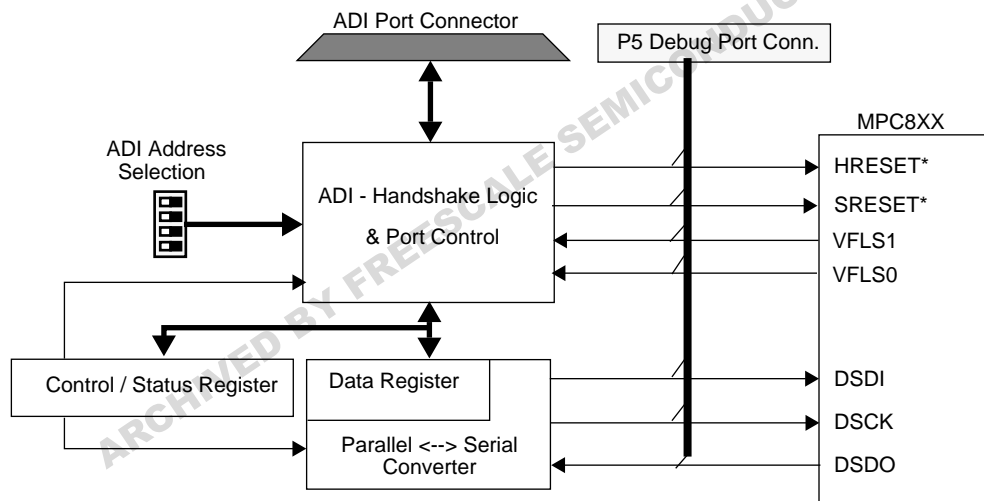 ADI Port Connector
P5 Debug Port Conn.
MPC8XX
ADI Address
Selection
ADI - Handshake Logic
& Port Control
HRESET*
SRESET*
VFLS1
VFLS0
Control / Status Register
Data Register
Parallel <--> Serial
Converter
DSDI
DSCK
DSDO
ARCHIVED BY FREESCALE SEMICONDUC